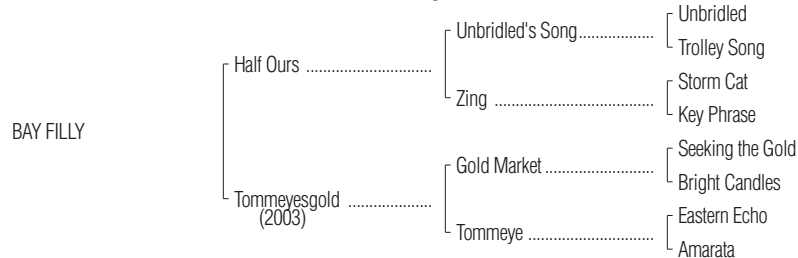 Unbridled
Unbridled's Song
Trolley Song
Half Ours
Storm Cat
Zing
Key Phrase
BAY FILLY
Seeking the Gold
Gold Market
Bright Candles
Tommeyesgold
(2003)
Eastern Echo
Tommeye
Amarata